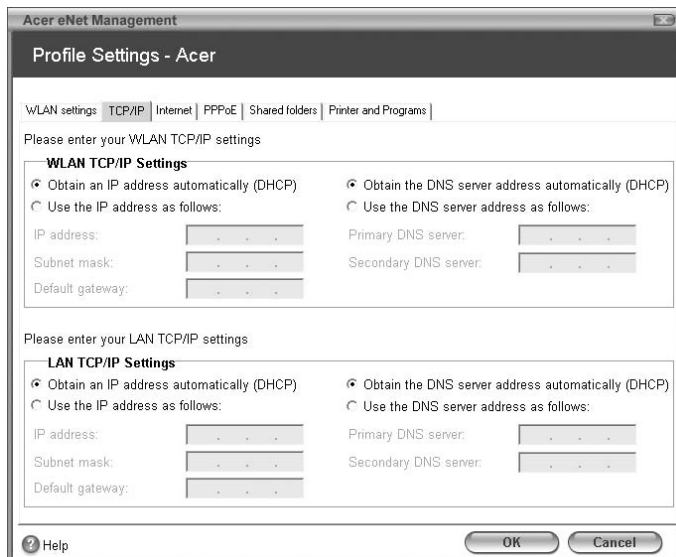 Acer eNet Management
Profile Settings - Acer
WLAN settings TCP/IP Internet PPPoE Shared folders Printer and Programs
Please enter your WLAN TCP/IP settings
WLAN TCP/IP Settings
Obtain an IP address automatically (DHCP) Obtain the DNS server address automatically (DHCP)
Use the IP address as follows: Use the DNS server address as follows:
IP address: Primary DNS server:
Subnet mask: Secondary DNS server:
Default gateway:
Please enter your LAN TCP/IP settings
LAN TCP/IP Settings
Obtain an IP address automatically (DHCP) Obtain the DNS server address automatically (DHCP)
Use the IP address as follows: Use the DNS server address as follows:
IP address: Primary DNS server:
Subnet mask: Secondary DNS server:
Default gateway:
? Help OK Cancel